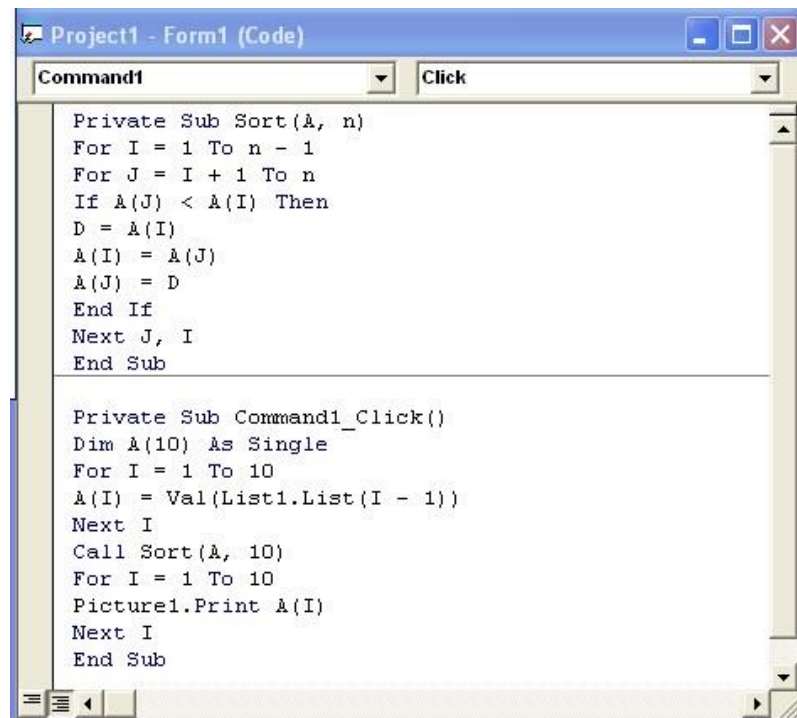 Project1 - Form1 (Code)
Command1 Click
Private Sub Sort(A, n)
For I = 1 To n - 1
For J = I + 1 To n
If A(J) < A(I) Then
D = A(I)
A(I) = A(J)
A(J) = D
End If
Next J, I
End Sub
Private Sub Command1_Click()
Dim A(10) As Single
For I = 1 To 10
A(I) = Val(List1.List(I - 1))
Next I
Call Sort(A, 10)
For I = 1 To 10
Picture1.Print A(I)
Next I
End Sub